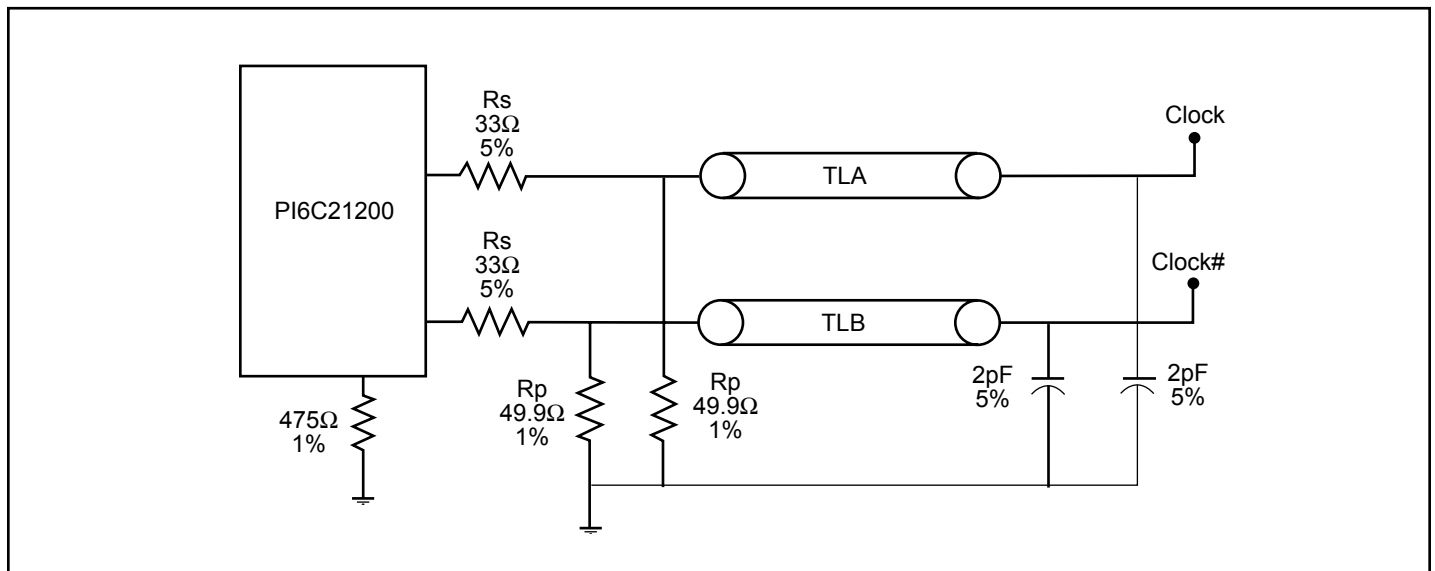 Rs
33Ω
5%
Clock
TLA
PI6C21200
Rs
33Ω
5%
Clock#
TLB
475Ω
1%
Rp
49.9Ω
1%
Rp
49.9Ω
1%
2pF
5%
2pF
5%